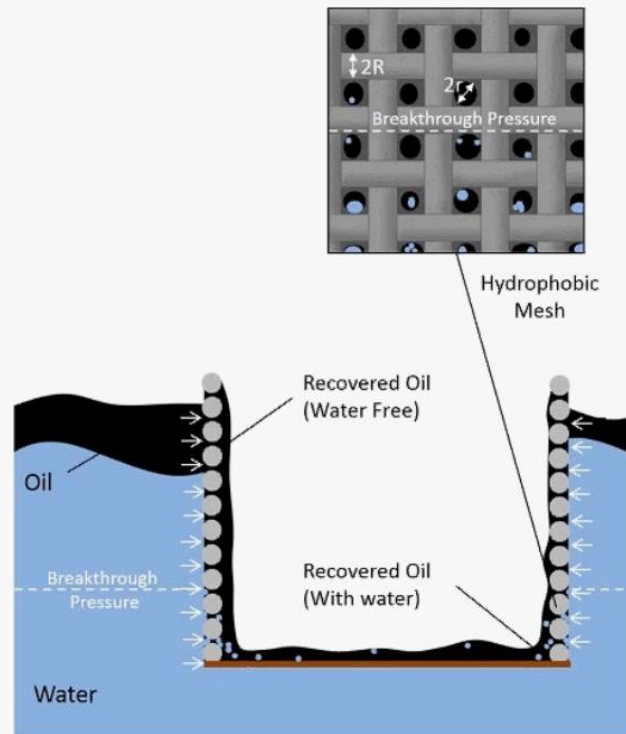 2R
2r
Breakthrough Pressure
Hydrophobic
Mesh
Recovered Oil
(Water Free)
Oil
Breakthrough
Pressure
Recovered Oil
(With water)
Water